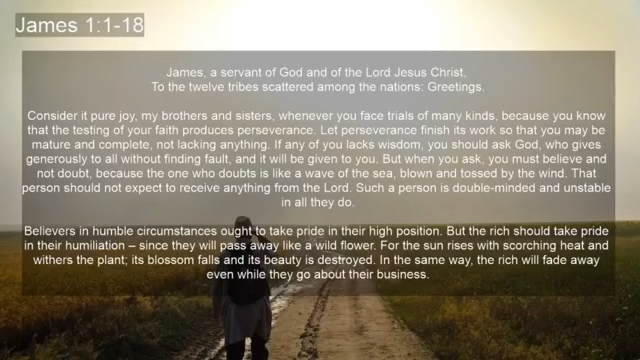 James 1:1-18
James, a servant of God and of the Lord Jesus Christ,
To the twelve tribes scattered among the nations: Greetings.
Consider it pure joy, my brothers and sisters, whenever you face trials of many kinds, because you know
that the testing of your faith produces perseverance. Let perseverance finish its work so that you may be
mature and complete, not lacking anything. If any of you lacks wisdom, you should ask God, who gives
generously to all without finding fault, and it will be given to you. But when you ask, you must believe and
not doubt, because the one who doubts is like a wave of the sea, blown and tossed by the wind. That
person should not expect to receive anything from the Lord. Such a person is double-minded and unstable
in all they do.
Believers in humble circumstances ought to take pride in their high position. But the rich should take pride
in their humiliation – since they will pass away like a wild flower. For the sun rises with scorching heat and
withers the plant; its blossom falls and its beauty is destroyed. In the same way, the rich will fade away
even while they go about their business.